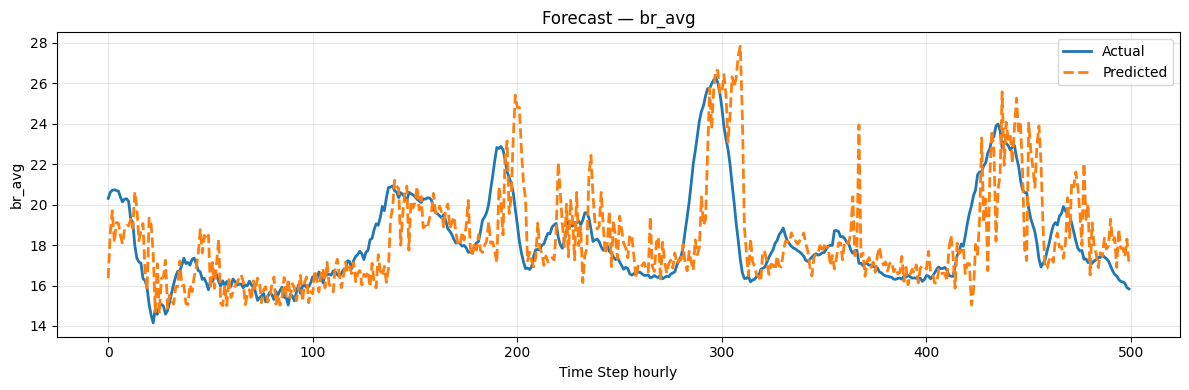 Forecast — br_avg
Actual
Predicted
br_avg
28
26
24
22
20
18
16
14
0 100 200 300 400 500
Time Step hourly